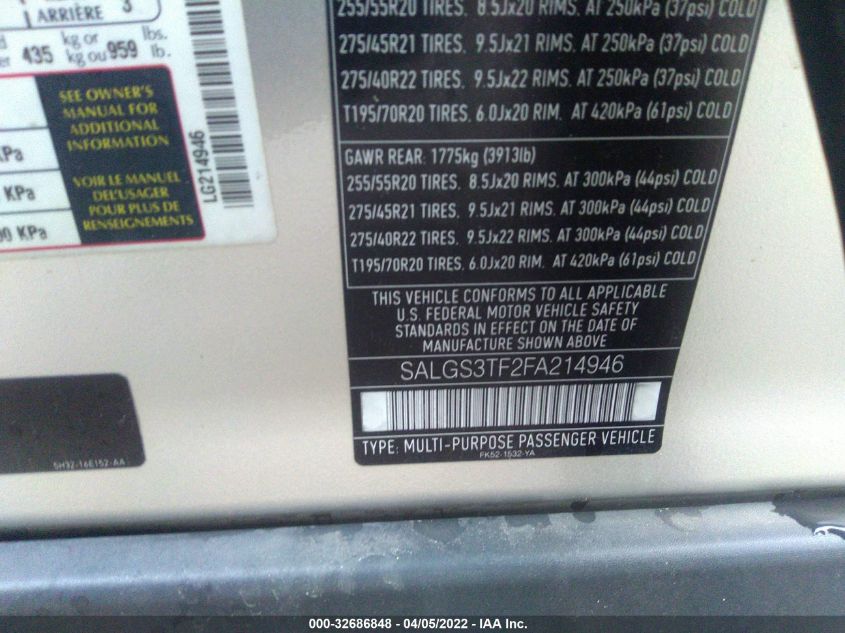 ARRIÈRE 3
435 kg or lbs.
kg ou 959 lb.
SEE OWNER'S
MANUAL FOR
ADDITIONAL
INFORMATION
KPa
KPa
KPa
VOIR LE MANUEL
DEL'USAGER
POUR PLUS DE
RENSEIGNEMENTS
LG214946
5H32-16E152-AA
255/55R20 TIRES. 8.5Jx20 RIMS. AT 250kPa (37psi) COLD
275/45R21 TIRES. 9.5Jx21 RIMS. AT 250kPa (37psi) COLD
275/40R22 TIRES. 9.5Jx22 RIMS. AT 250kPa (37psi) COLD
T195/70R20 TIRES. 6.0Jx20 RIM. AT 420kPa (61psi) COLD
GAWR REAR: 1775kg (3913lb)
255/55R20 TIRES. 8.5Jx20 RIMS. AT 300kPa (44psi) COLD
275/45R21 TIRES. 9.5Jx21 RIMS. AT 300kPa (44psi) COLD
275/40R22 TIRES. 9.5Jx22 RIMS. AT 300kPa (44psi) COLD
T195/70R20 TIRES. 6.0Jx20 RIM. AT 420kPa (61psi) COLD
THIS VEHICLE CONFORMS TO ALL APPLICABLE
U.S. FEDERAL MOTOR VEHICLE SAFETY
STANDARDS IN EFFECT ON THE DATE OF
MANUFACTURE SHOWN ABOVE
SALGS3TF2FA214946
TYPE: MULTI-PURPOSE PASSENGER VEHICLE
FK52-1532-YA
000-32686848 - 04/05/2022 - IAA Inc.